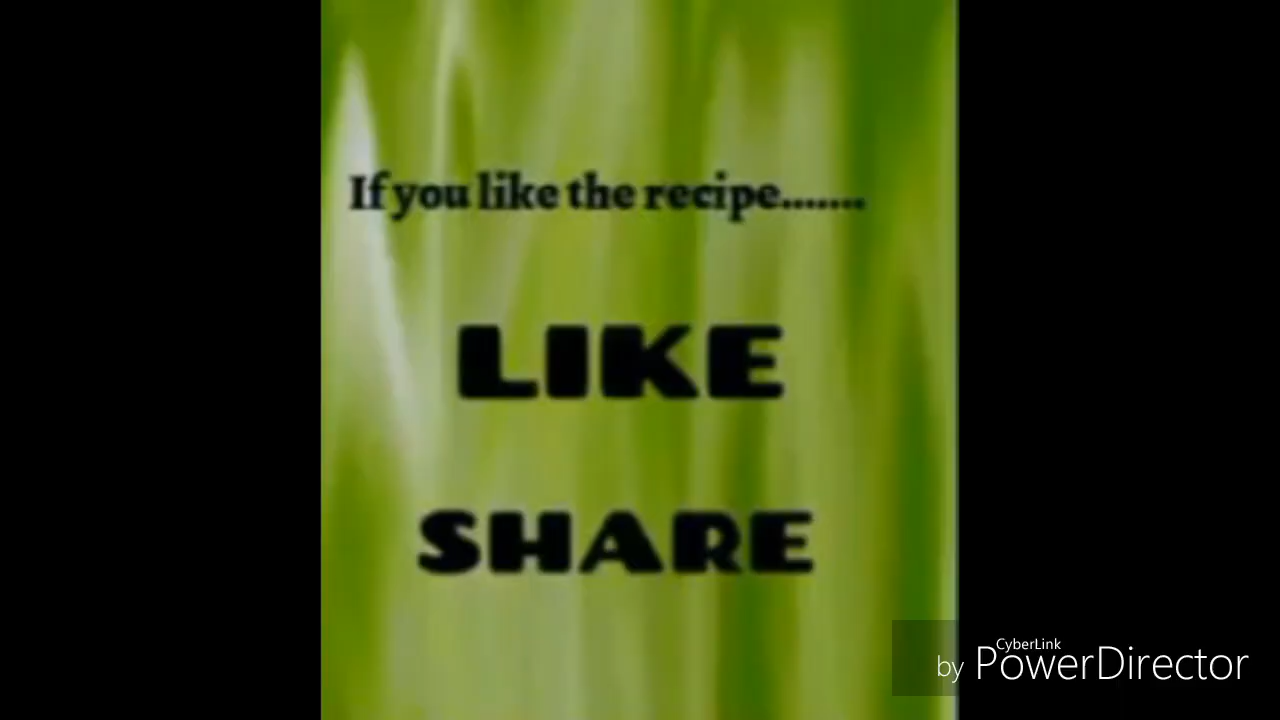 If you like the recipe.......
LIKE
SHARE
CyberLink
by PowerDirector